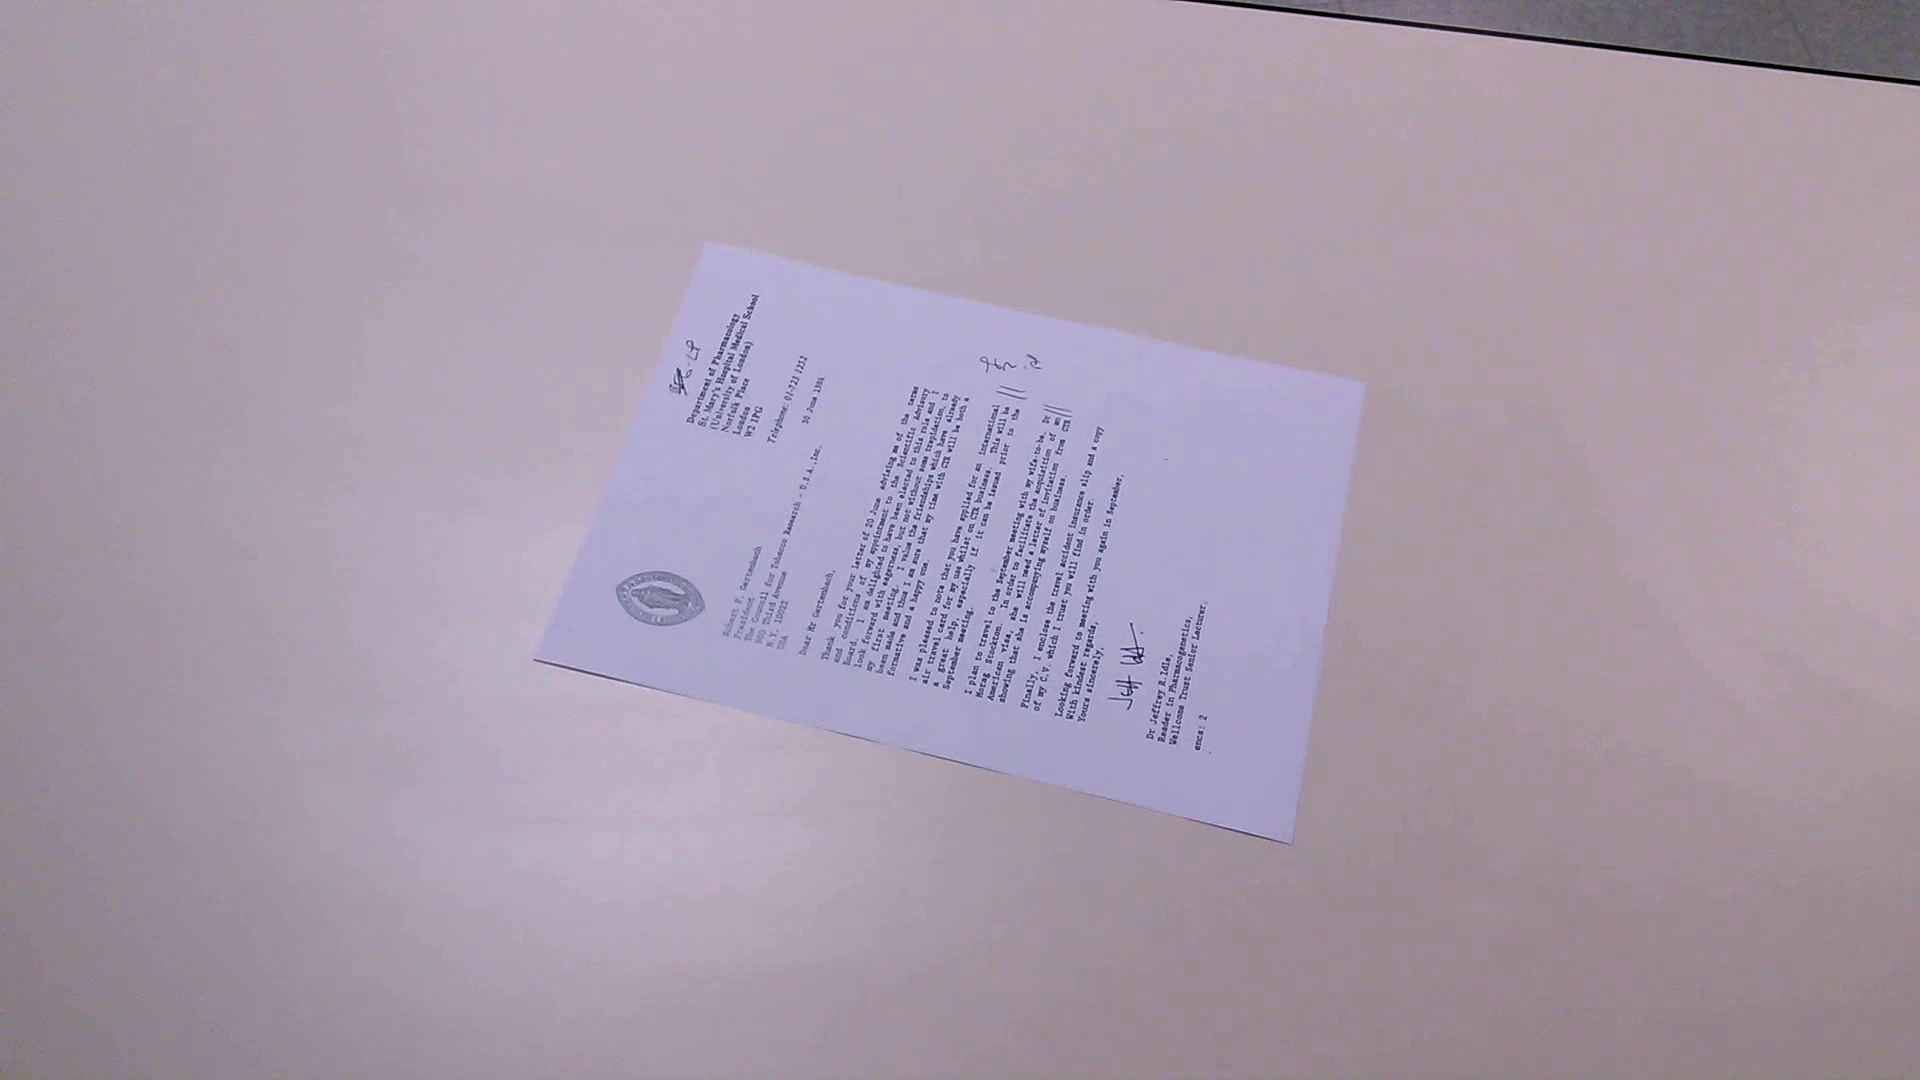 Department of Pharmacology
St. Mary's Hospital Medical School
(University of London)
Norfolk Place
London
W2 1PG
Telephone: 01-723 1252
30 June 1986
Robert F. Gertenbach
President
The Council for Tobacco Research - U.S.A., Inc.
900 Third Avenue
N.Y. 10022
USA
Dear Mr Gertenbach,
Thank you for your letter of 20 June advising me of the terms
and conditions of my appointment to the Scientific Advisory
Board. I am delighted to have been elected to this role and I
look forward with eagerness, but not without some trepidation, to
my first meeting. I value the friendships which have already
been made and thus I am sure that my time with CTR will be both a
formative and a happy one.
I was pleased to note that you have applied for an international
air travel card for my use whilst on CTR business. This will be
a great help, especially if it can be issued prior to the
September meeting.
I plan to travel to the September meeting with my wife-to-be, Dr
Morag Stockton. In order to facilitate the acquisition of an
American visa, she will need a letter of invitation from CTR
showing that she is accompanying myself on business.
Finally, I enclose the travel accident insurance slip and a copy
of my C.V. which I trust you will find in order.
Looking forward to meeting with you again in September,
With kindest regards,
Yours sincerely,
Dr Jeffrey R. Idle,
Reader in Pharmacogenetics,
Wellcome Trust Senior Lecturer.
encs: 2